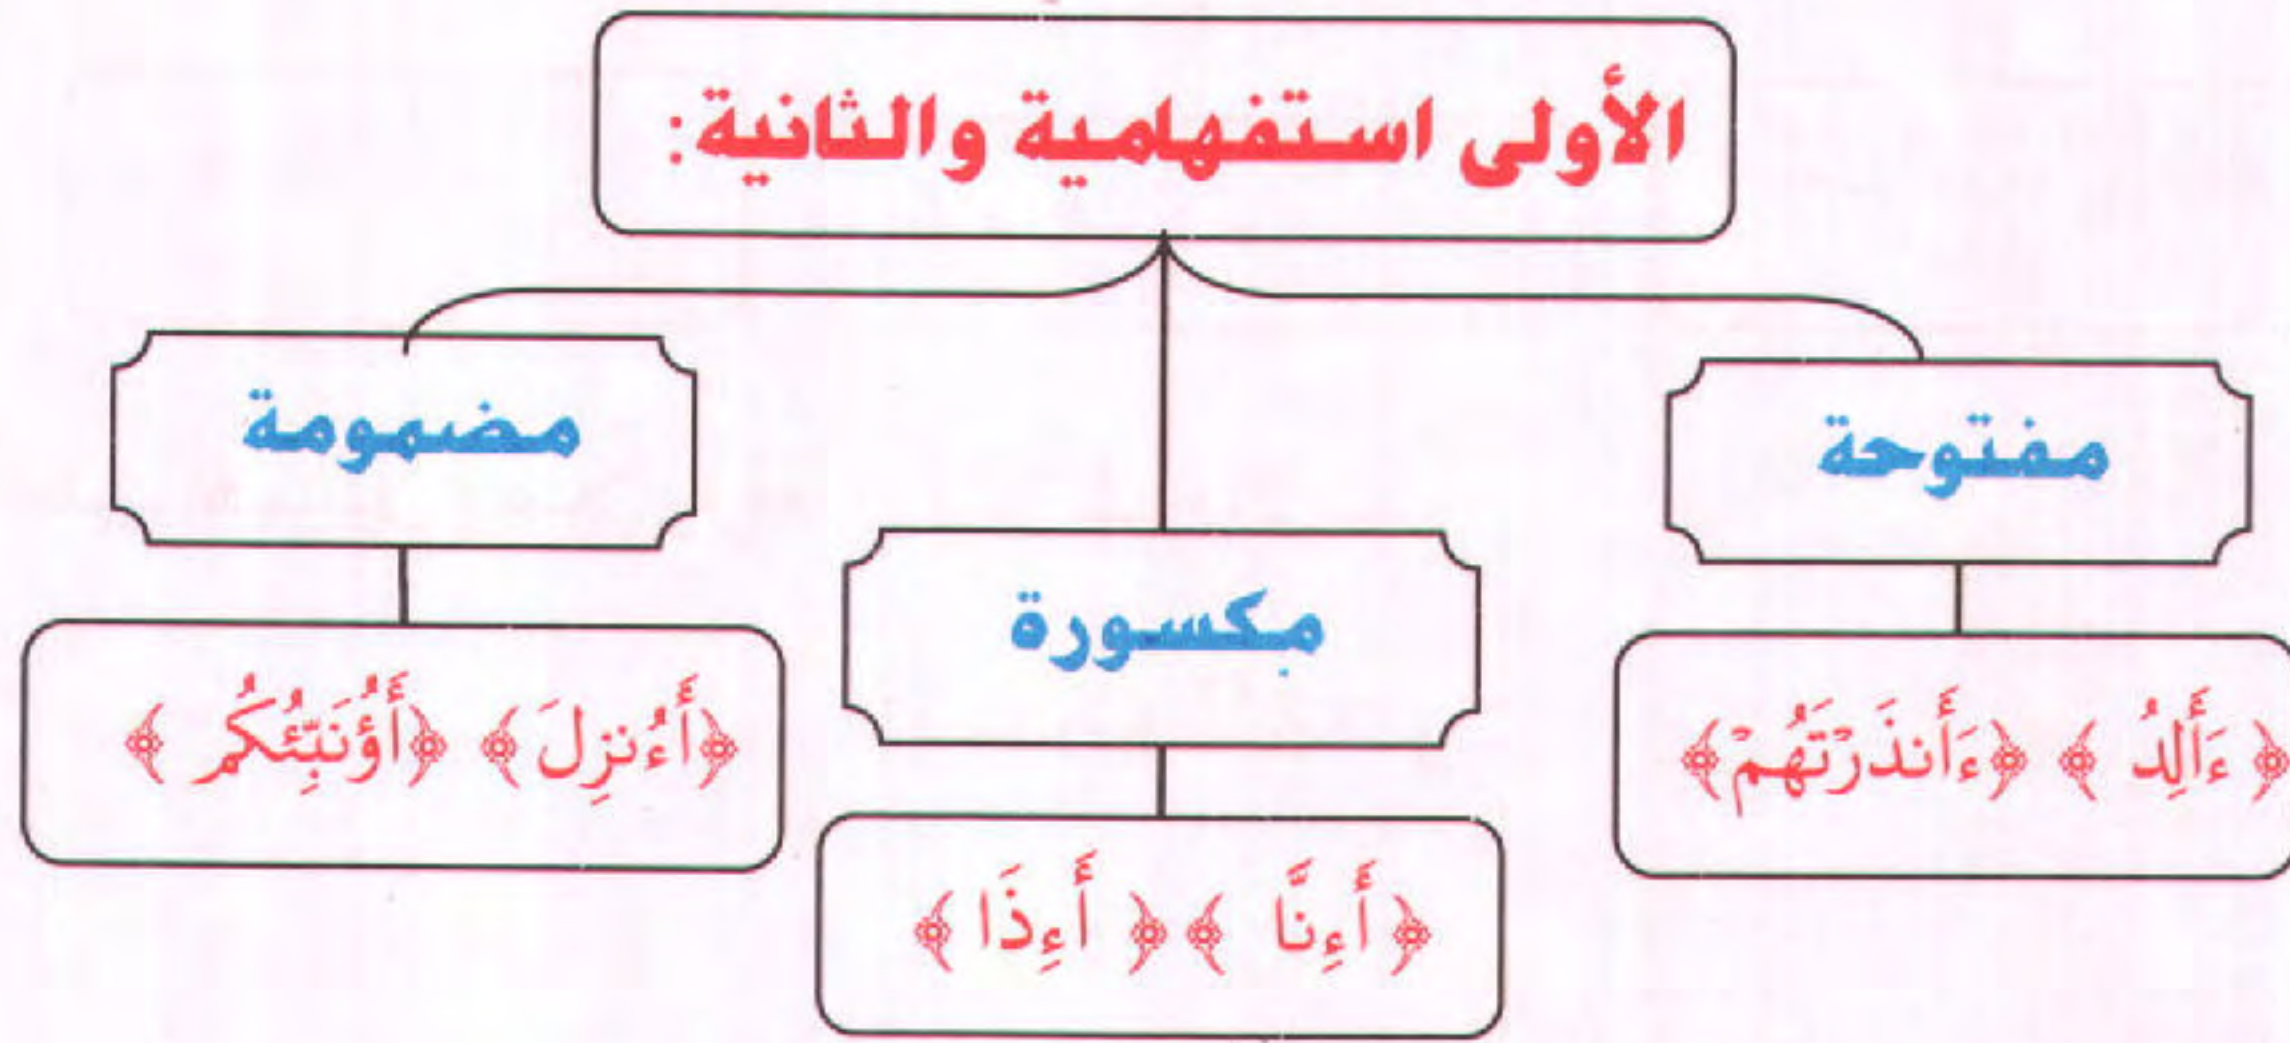 الأولى استفهامية والثانية:
مفتوحة
﴿ ءَأَلِدُ ﴾ ﴿ءَأَنذَرْتَهُمْ﴾
مكسورة
﴿ أَءِنَّا ﴾ ﴿ أَءِذَا ﴾
مضمومة
﴿أَءُنزِلَ﴾ ﴿أَؤُنَبِّئُكُم ﴾